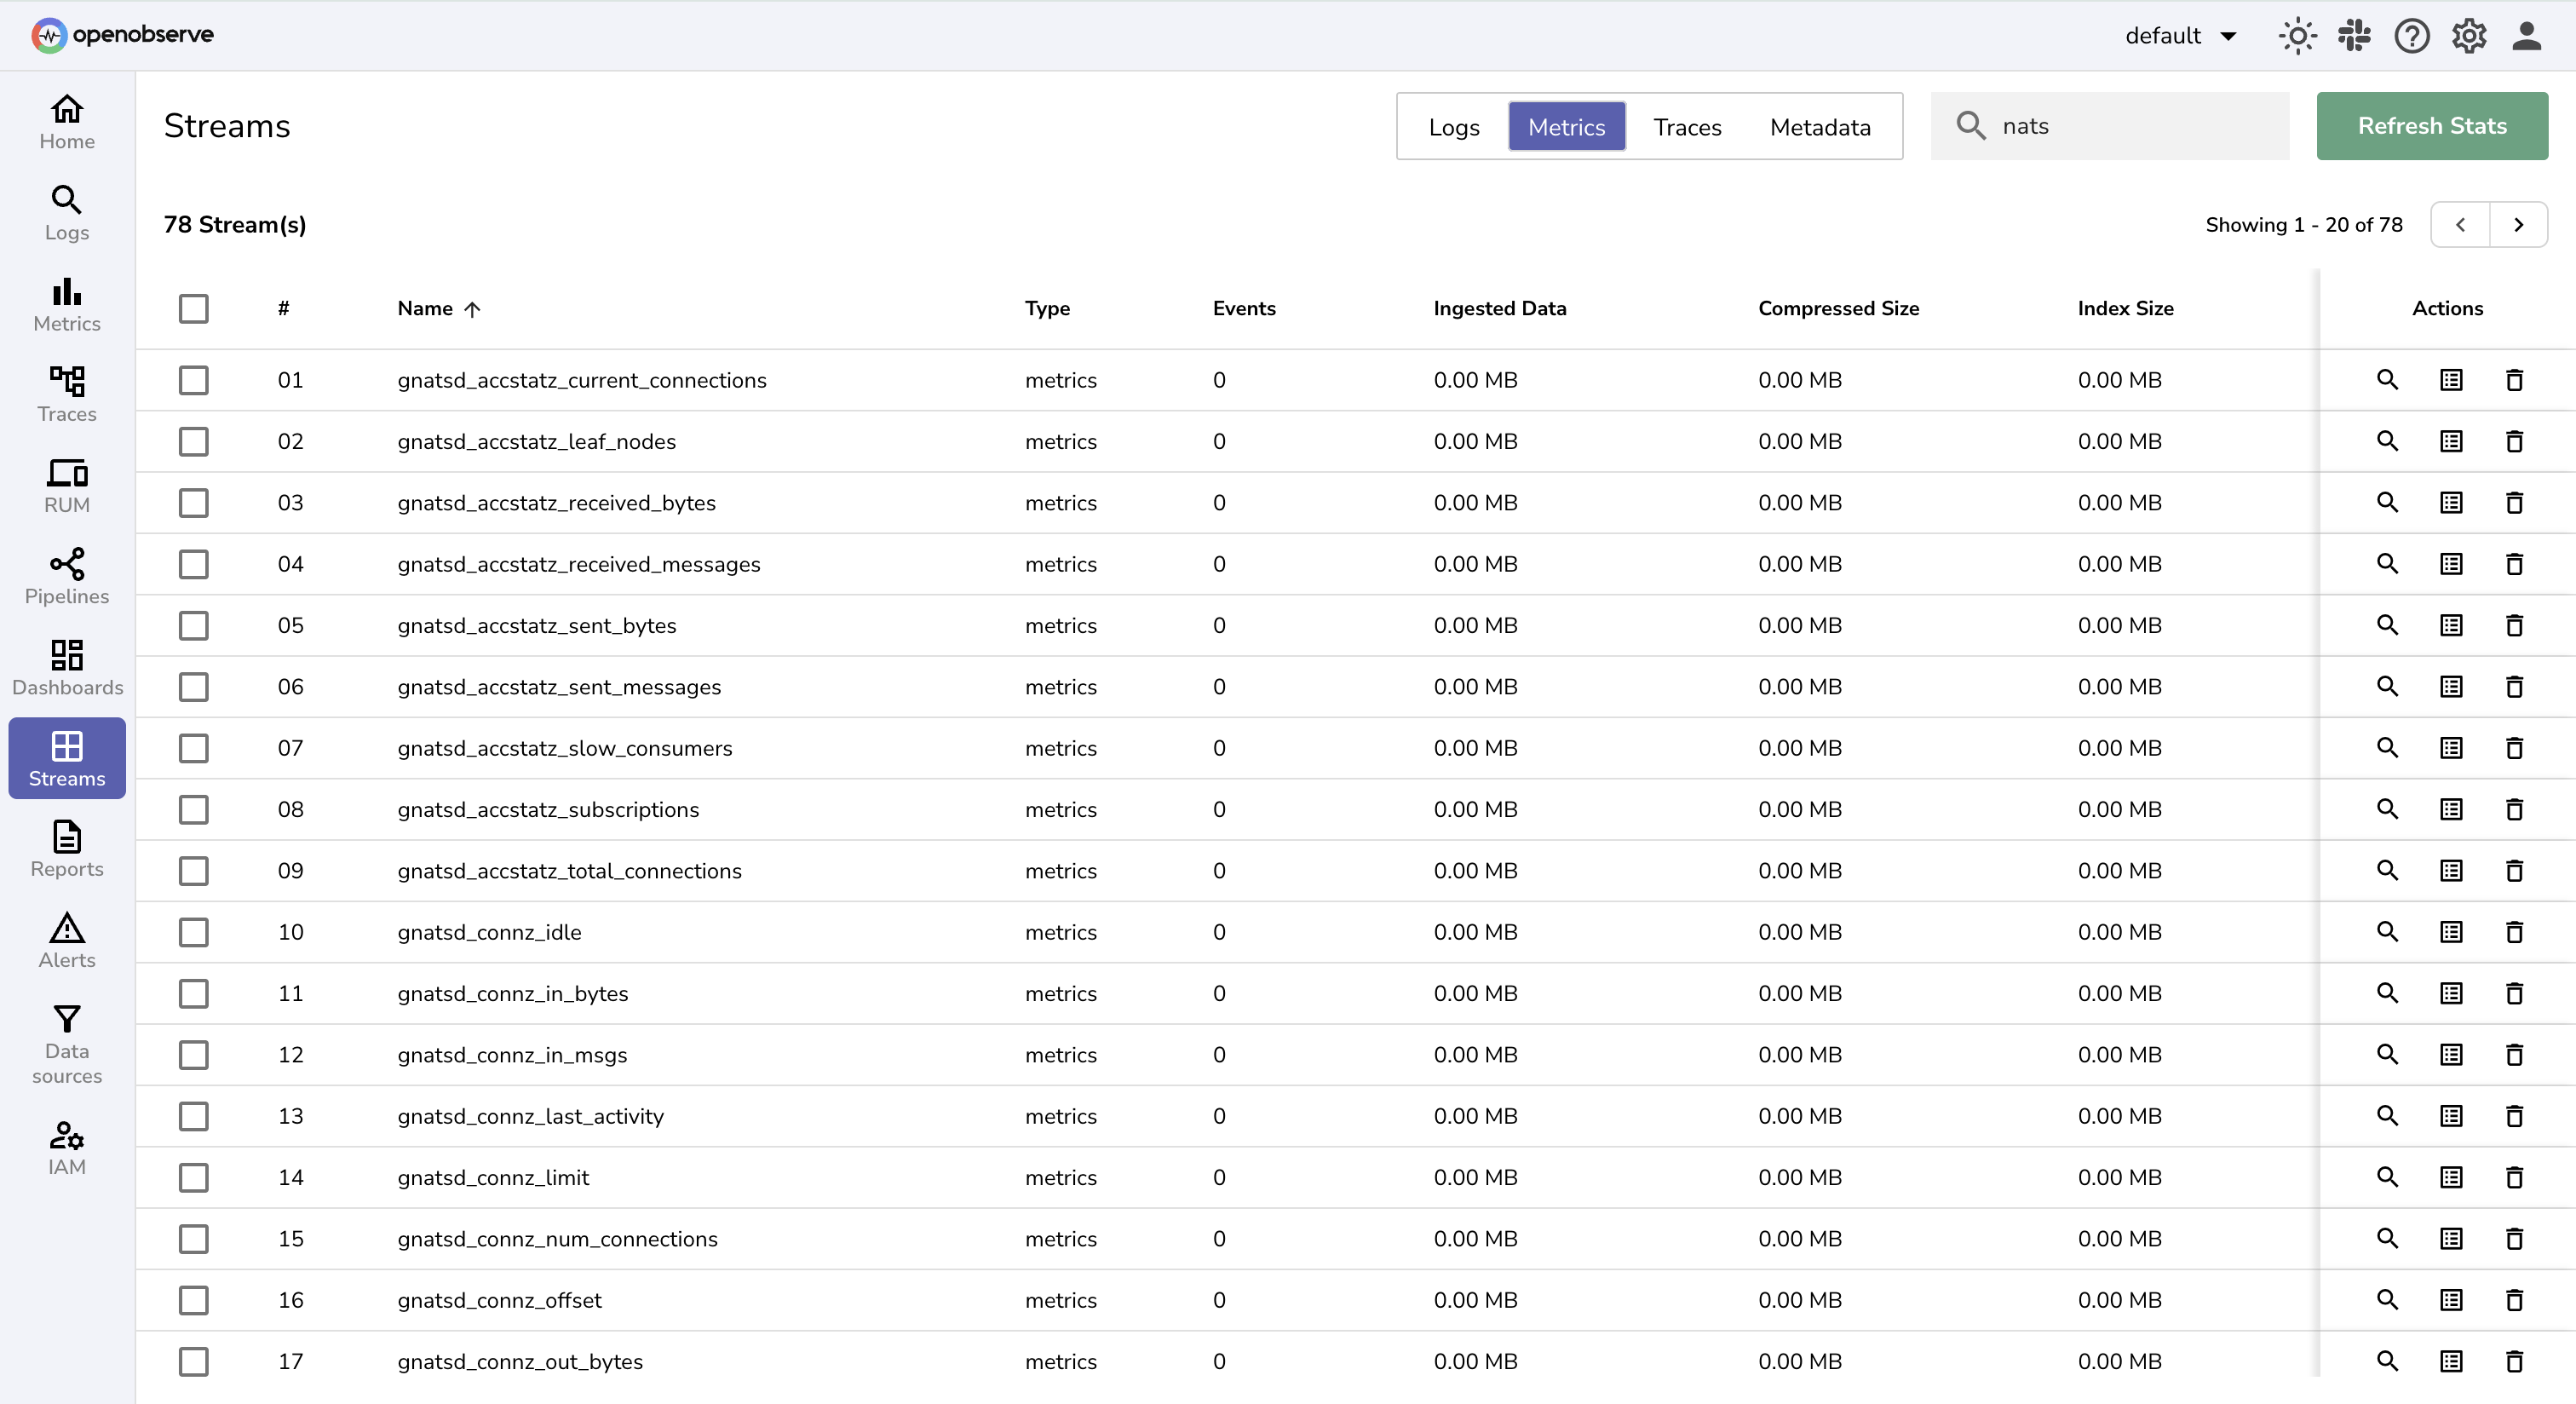 openobserve
default
Home
Logs
Metrics
Traces
RUM
Pipelines
Dashboards
Streams
Reports
Alerts
Data
sources
IAM
Streams
Logs Metrics Traces Metadata
nats
Refresh Stats
78 Stream(s)
Showing 1 - 20 of 78
# Name Type Events Ingested Data Compressed Size Index Size Actions
01 gnatsd_accstatz_current_connections metrics 0 0.00 MB 0.00 MB 0.00 MB
02 gnatsd_accstatz_leaf_nodes metrics 0 0.00 MB 0.00 MB 0.00 MB
03 gnatsd_accstatz_received_bytes metrics 0 0.00 MB 0.00 MB 0.00 MB
04 gnatsd_accstatz_received_messages metrics 0 0.00 MB 0.00 MB 0.00 MB
05 gnatsd_accstatz_sent_bytes metrics 0 0.00 MB 0.00 MB 0.00 MB
06 gnatsd_accstatz_sent_messages metrics 0 0.00 MB 0.00 MB 0.00 MB
07 gnatsd_accstatz_slow_consumers metrics 0 0.00 MB 0.00 MB 0.00 MB
08 gnatsd_accstatz_subscriptions metrics 0 0.00 MB 0.00 MB 0.00 MB
09 gnatsd_accstatz_total_connections metrics 0 0.00 MB 0.00 MB 0.00 MB
10 gnatsd_connz_idle metrics 0 0.00 MB 0.00 MB 0.00 MB
11 gnatsd_connz_in_bytes metrics 0 0.00 MB 0.00 MB 0.00 MB
12 gnatsd_connz_in_msgs metrics 0 0.00 MB 0.00 MB 0.00 MB
13 gnatsd_connz_last_activity metrics 0 0.00 MB 0.00 MB 0.00 MB
14 gnatsd_connz_limit metrics 0 0.00 MB 0.00 MB 0.00 MB
15 gnatsd_connz_num_connections metrics 0 0.00 MB 0.00 MB 0.00 MB
16 gnatsd_connz_offset metrics 0 0.00 MB 0.00 MB 0.00 MB
17 gnatsd_connz_out_bytes metrics 0 0.00 MB 0.00 MB 0.00 MB